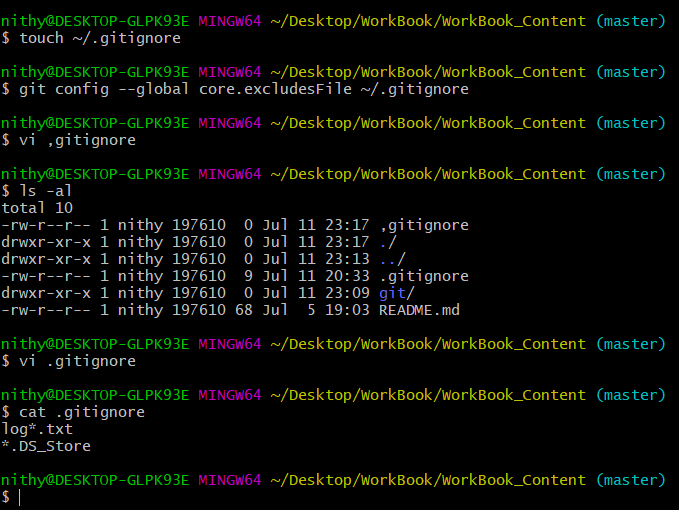 nithy@DESKTOP-GLPK93E MINGW64 ~/Desktop/WorkBook/WorkBook_Content (master)
$ touch ~/.gitignore
nithy@DESKTOP-GLPK93E MINGW64 ~/Desktop/WorkBook/WorkBook_Content (master)
$ git config --global core.excludesFile ~/.gitignore
nithy@DESKTOP-GLPK93E MINGW64 ~/Desktop/WorkBook/WorkBook_Content (master)
$ vi ,gitignore
nithy@DESKTOP-GLPK93E MINGW64 ~/Desktop/WorkBook/WorkBook_Content (master)
$ ls -al
total 10
-rw-r--r-- 1 nithy 197610  0 Jul 11 23:17 ,gitignore
drwxr-xr-x 1 nithy 197610  0 Jul 11 23:17 ./
drwxr-xr-x 1 nithy 197610  0 Jul 11 23:13 ../
-rw-r--r-- 1 nithy 197610  9 Jul 11 20:33 .gitignore
drwxr-xr-x 1 nithy 197610  0 Jul 11 23:09 git/
-rw-r--r-- 1 nithy 197610 68 Jul  5 19:03 README.md
nithy@DESKTOP-GLPK93E MINGW64 ~/Desktop/WorkBook/WorkBook_Content (master)
$ vi .gitignore
nithy@DESKTOP-GLPK93E MINGW64 ~/Desktop/WorkBook/WorkBook_Content (master)
$ cat .gitignore
log*.txt
*.DS_Store
nithy@DESKTOP-GLPK93E MINGW64 ~/Desktop/WorkBook/WorkBook_Content (master)
$